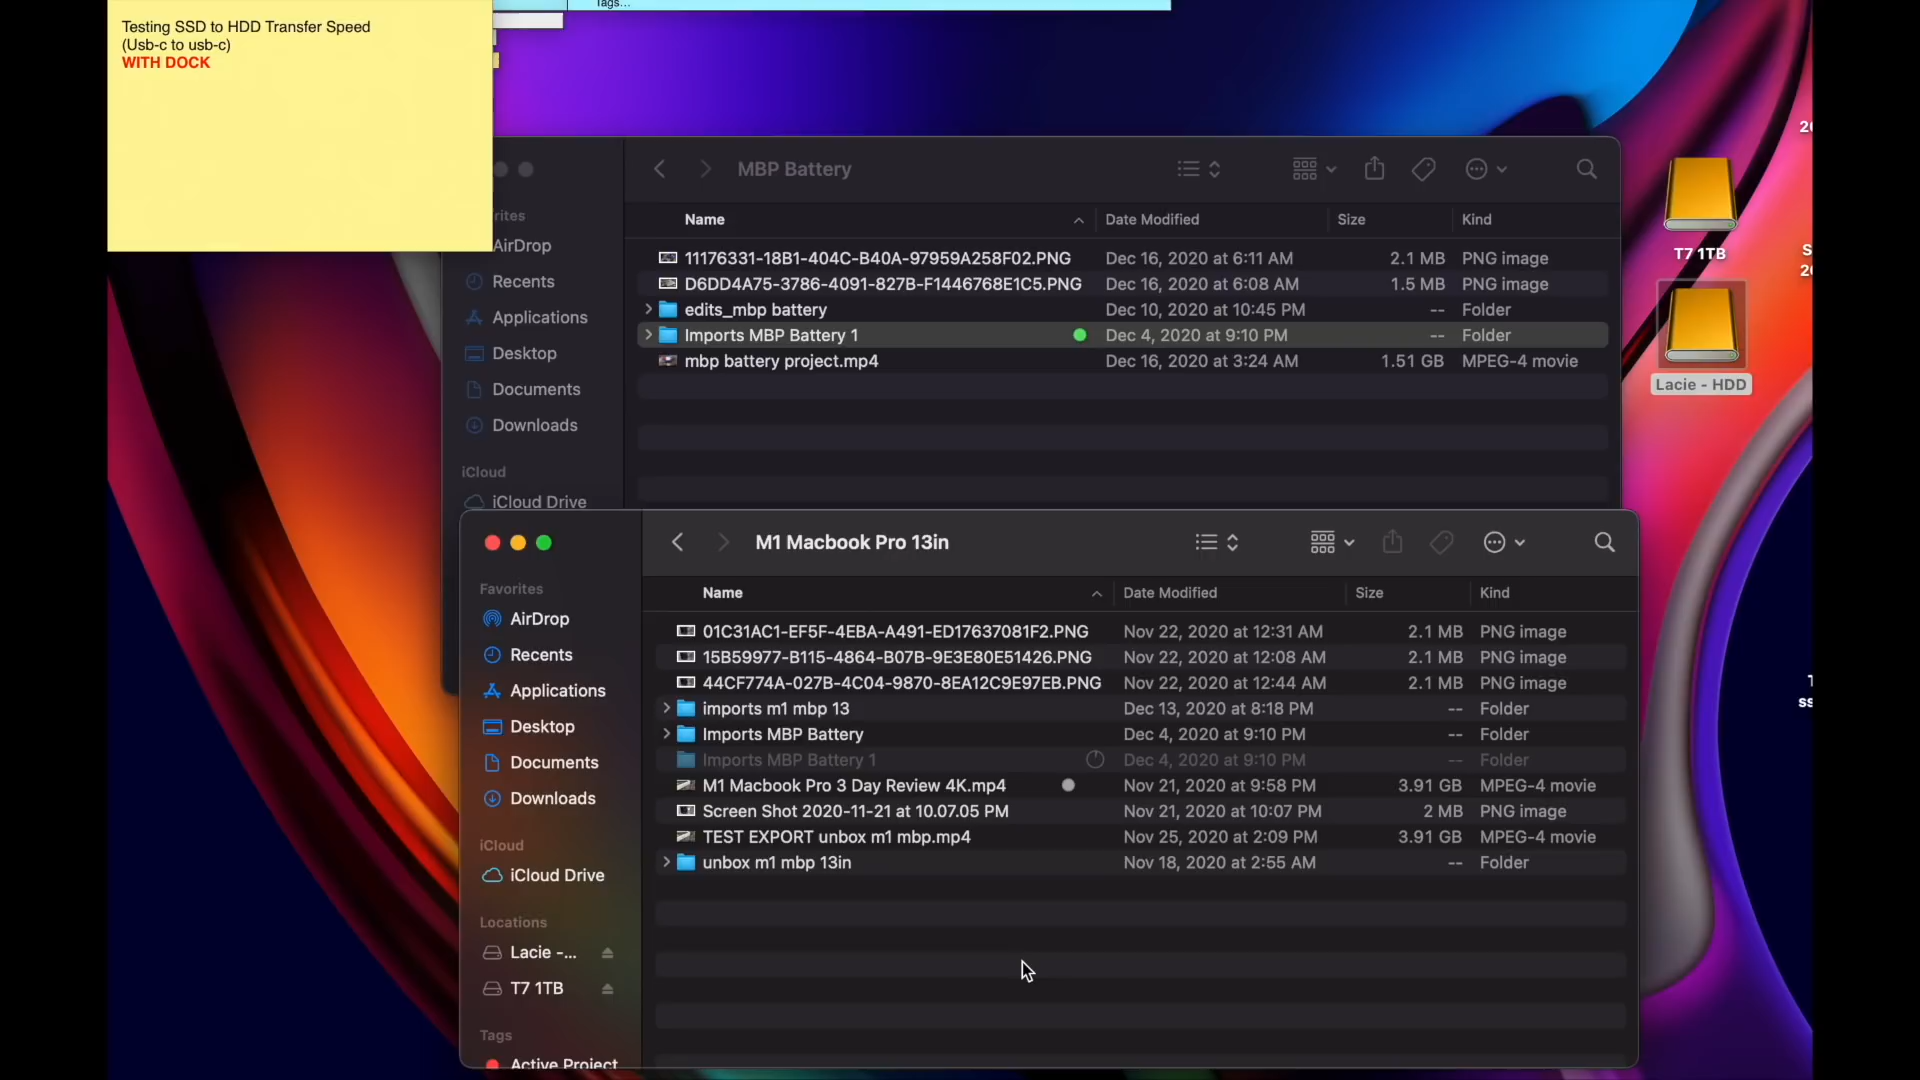 Tags...
Testing SSD to HDD Transfer Speed
(Usb-c to usb-c)
WITH DOCK
MBP Battery
Name Date Modified Size Kind
11176331-18B1-404C-B40A-97959A258F02.PNG Dec 16, 2020 at 6:11 AM 2.1 MB PNG image
D6DD4A75-3786-4091-827B-F1446768E1C5.PNG Dec 16, 2020 at 6:08 AM 1.5 MB PNG image
edits_mbp battery Dec 10, 2020 at 10:45 PM -- Folder
Imports MBP Battery 1 Dec 4, 2020 at 9:10 PM -- Folder
mbp battery project.mp4 Dec 16, 2020 at 3:24 AM 1.51 GB MPEG-4 movie
rites
AirDrop
Recents
Applications
Desktop
Documents
Downloads
iCloud
iCloud Drive
M1 Macbook Pro 13in
Favorites
AirDrop
Recents
Applications
Desktop
Documents
Downloads
iCloud
iCloud Drive
Locations
Lacie -...
T7 1TB
Tags
Active Project
Name Date Modified Size Kind
01C31AC1-EF5F-4EBA-A491-ED17637081F2.PNG Nov 22, 2020 at 12:31 AM 2.1 MB PNG image
15B59977-B115-4864-B07B-9E3E80E51426.PNG Nov 22, 2020 at 12:08 AM 2.1 MB PNG image
44CF774A-027B-4C04-9870-8EA12C9E97EB.PNG Nov 22, 2020 at 12:44 AM 2.1 MB PNG image
imports m1 mbp 13 Dec 13, 2020 at 8:18 PM -- Folder
Imports MBP Battery Dec 4, 2020 at 9:10 PM -- Folder
Imports MBP Battery 1 Dec 4, 2020 at 9:10 PM -- Folder
M1 Macbook Pro 3 Day Review 4K.mp4 Nov 21, 2020 at 9:58 PM 3.91 GB MPEG-4 movie
Screen Shot 2020-11-21 at 10.07.05 PM Nov 21, 2020 at 10:07 PM 2 MB PNG image
TEST EXPORT unbox m1 mbp.mp4 Nov 25, 2020 at 2:09 PM 3.91 GB MPEG-4 movie
unbox m1 mbp 13in Nov 18, 2020 at 2:55 AM -- Folder
T7 1TB
Lacie - HDD